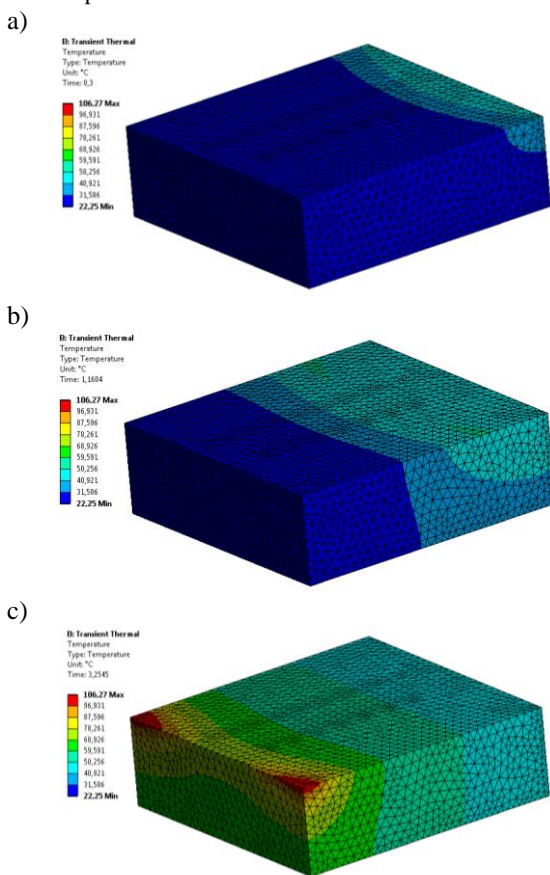 a)
B: Transient Thermal
Temperature
Type: Temperature
Unit: °C
Time: 0,3
106,27 Max
96,931
87,596
78,261
68,926
59,591
50,256
40,921
31,586
22,25 Min
b)
B: Transient Thermal
Temperature
Type: Temperature
Unit: °C
Time: 1,1604
106,27 Max
96,931
87,596
78,261
68,926
59,591
50,256
40,921
31,586
22,25 Min
c)
B: Transient Thermal
Temperature
Type: Temperature
Unit: °C
Time: 3,2545
106,27 Max
96,931
87,596
78,261
68,926
59,591
50,256
40,921
31,586
22,25 Min